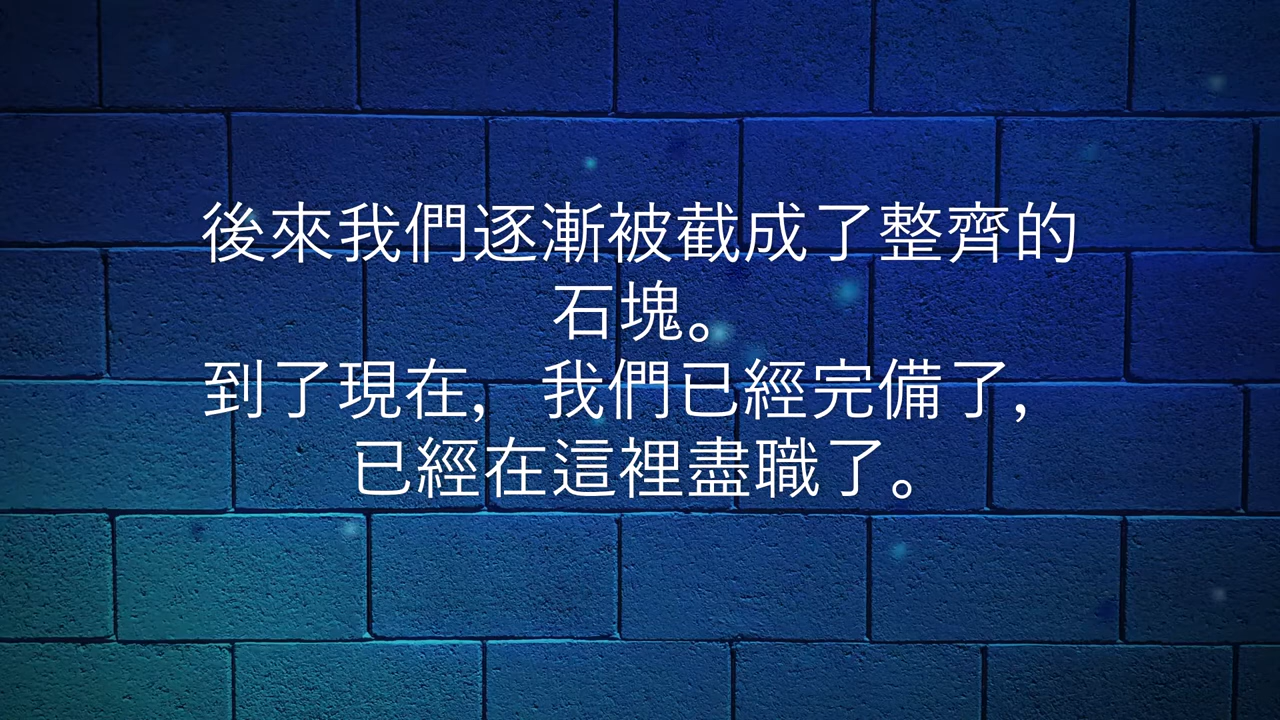 後來我們逐漸被截成了整齊的
石塊。
到了現在，我們已經完備了，
已經在這裡盡職了。